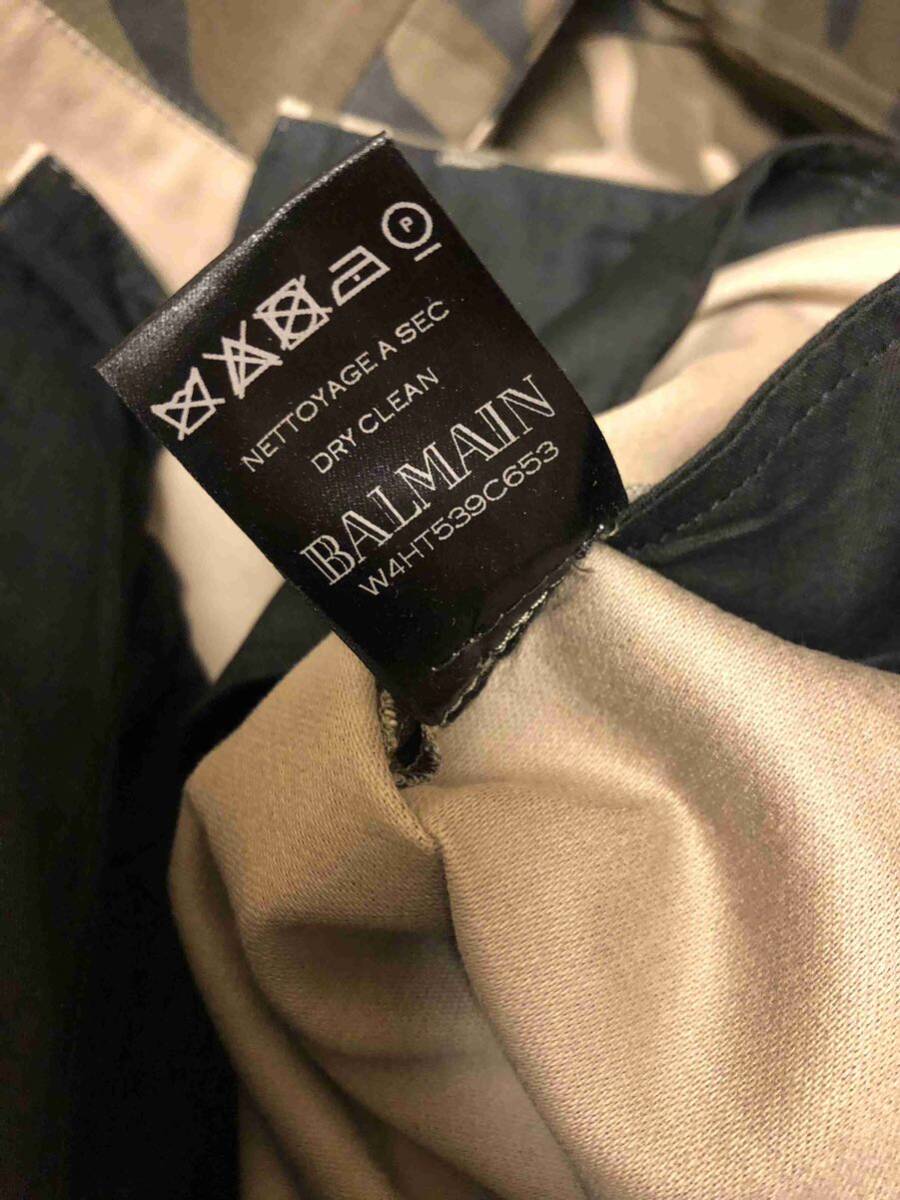 P
NETTOYAGE A SEC
DRY CLEAN
BALMAIN
W4HT539C653